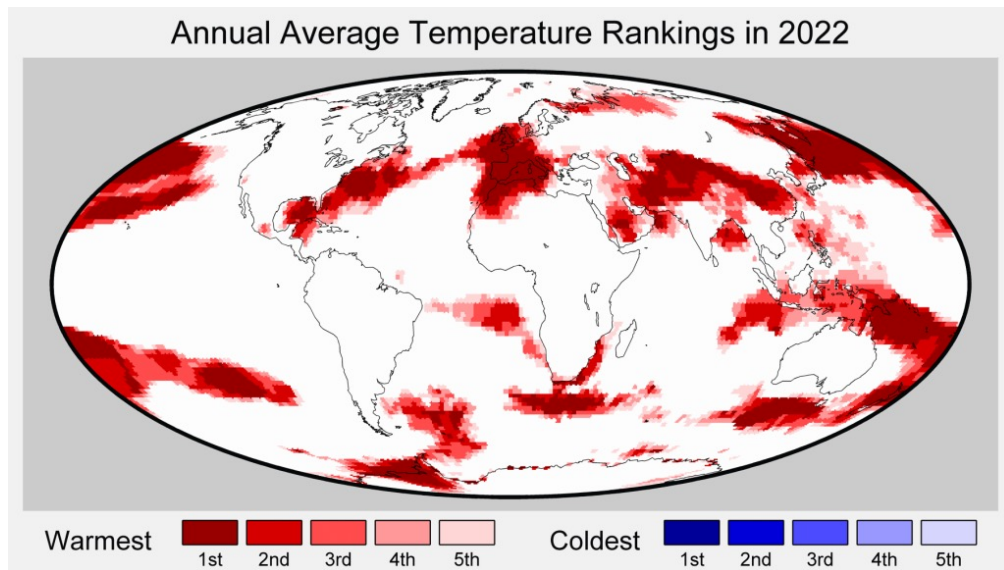 Annual Average Temperature Rankings in 2022
Warmest 1st 2nd 3rd 4th 5th
Coldest 1st 2nd 3rd 4th 5th